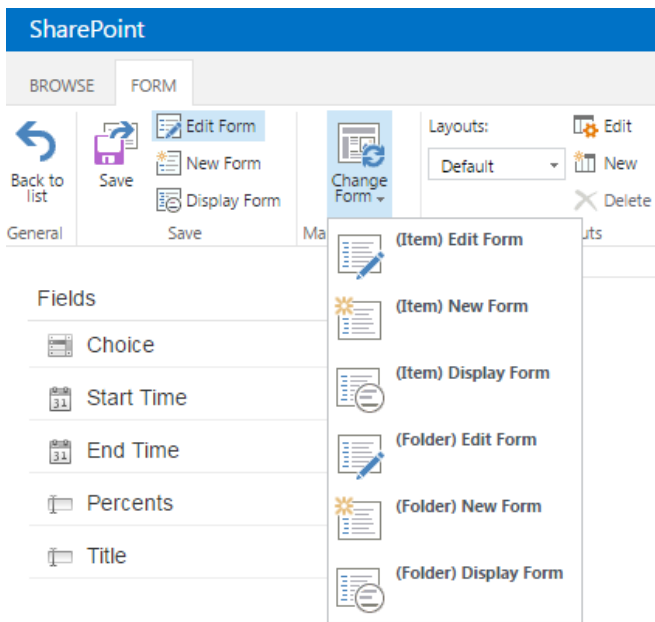 SharePoint
BROWSE FORM
Back to list
Save
Edit Form
New Form
Display Form
Change Form
Layouts:
Default
Edit
New
Delete
General
Save
Ma
uts
(Item) Edit Form
(Item) New Form
(Item) Display Form
(Folder) Edit Form
(Folder) New Form
(Folder) Display Form
Fields
Choice
31 Start Time
31 End Time
Percents
Title